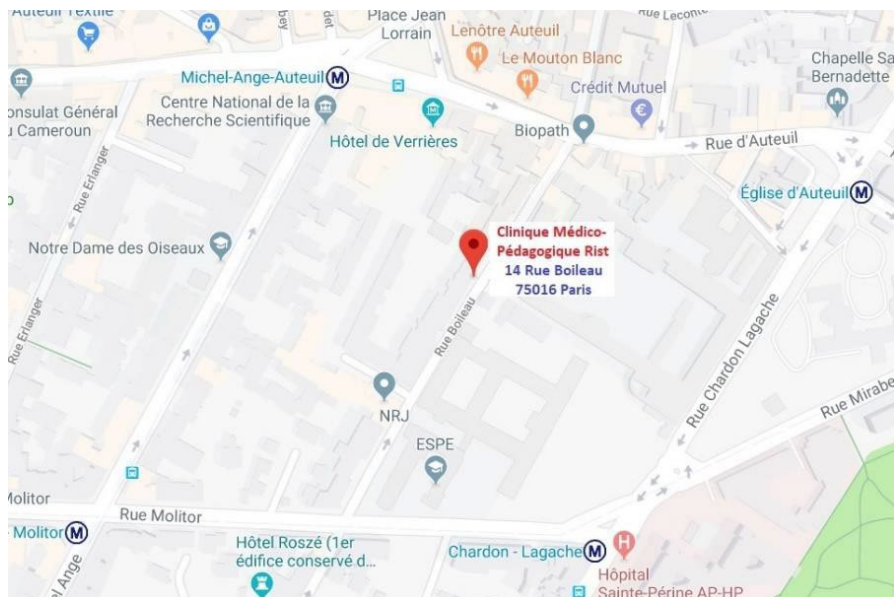 Auteuil Textile
Place Jean
Lorrain
Rue Leconte
Lenôtre Auteuil
Le Mouton Blanc
Michel-Ange-Auteuil M
Crédit Mutuel
€
Chapelle Sa
Bernadette
onsulat Général
u Cameroun
Centre National de la
Recherche Scientifique
Hôtel de Verrières
Biopath
Rue d'Auteuil
Rue Erlanger
Église d'Auteuil M
Notre Dame des Oiseaux
Clinique Médico-
Pédagogique Rist
14 Rue Boileau
75016 Paris
Rue Erlanger
Rue Boileau
Rue Chardon Lagache
NRJ
Rue Mirabe
ESPE
Molitor
Rue Molitor
Molitor M
Hôtel Roszé (1er
édifice conservé d...
Chardon - Lagache M
H
Hôpital
Sainte-Périne AP-HP
el Ange